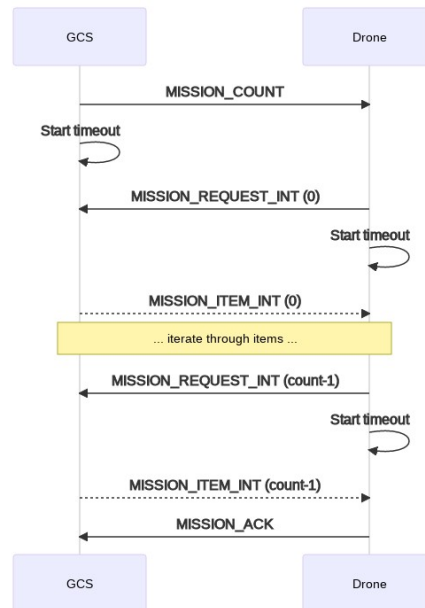 GCS
Drone
MISSION_COUNT
Start timeout
MISSION_REQUEST_INT (0)
Start timeout
MISSION_ITEM_INT (0)
... iterate through items ...
MISSION_REQUEST_INT (count-1)
Start timeout
MISSION_ITEM_INT (count-1)
MISSION_ACK
GCS
Drone